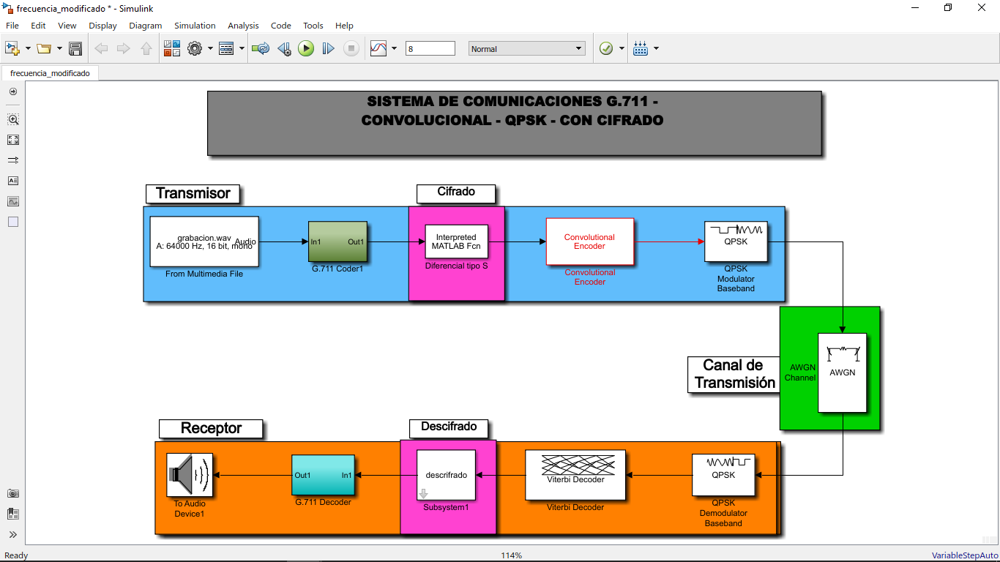 frecuencia_modificado * - Simulink
File Edit View Display Diagram Simulation Analysis Code Tools Help
8
Normal
frecuencia_modificado
SISTEMA DE COMUNICACIONES G.711 -
CONVOLUCIONAL - QPSK - CON CIFRADO
Transmisor
Cifrado
grabacion.wav
A: 64000 Hz, 16 bit, mono
Audio
From Multimedia File
In1
Out1
G.711 Coder1
Interpreted
MATLAB Fcn
Diferencial tipo S
Convolutional
Encoder
Convolutional
Encoder
QPSK
QPSK
Modulator
Baseband
Canal de
Transmisión
AWGN
Channel
AWGN
Receptor
Descifrado
To Audio
Device1
Out1
In1
G.711 Decoder
descrifrado
Subsystem1
Viterbi Decoder
Viterbi Decoder
QPSK
QPSK
Demodulator
Baseband
Ready
114%
VariableStepAuto